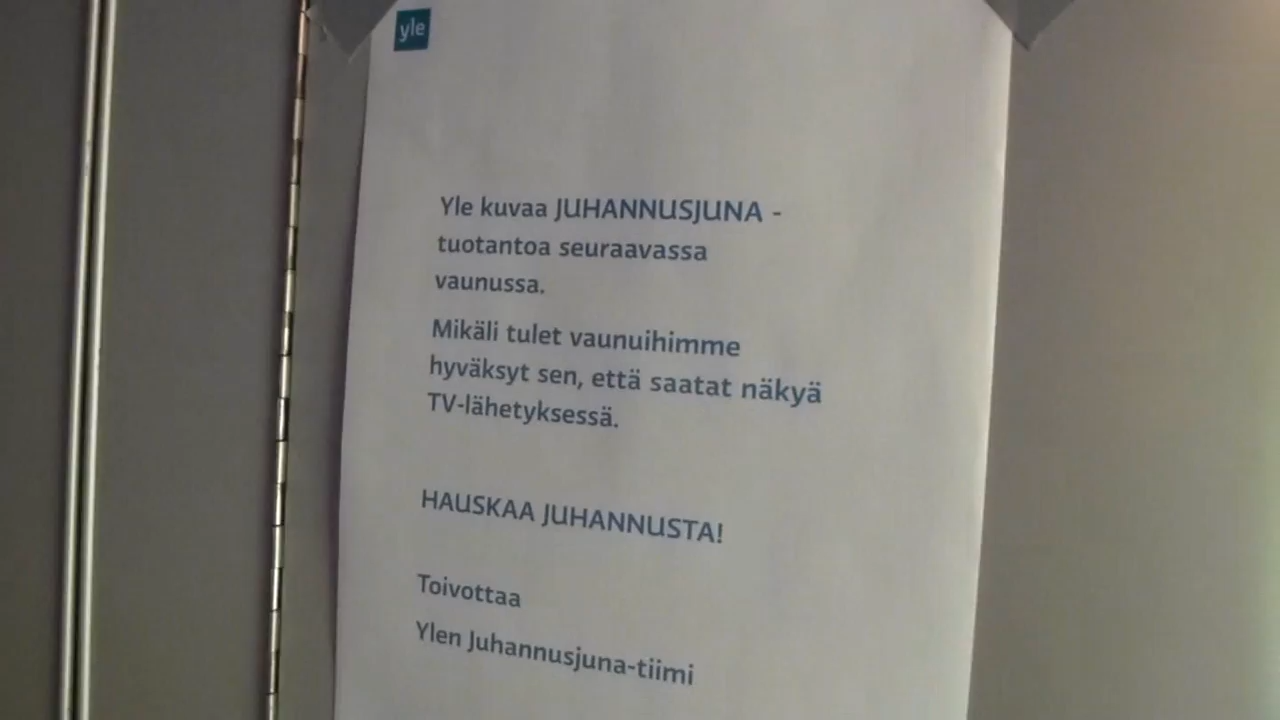 yle
Yle kuvaa JUHANNUSJUNA -
tuotantoa seuraavassa
vaunussa.
Mikäli tulet vaunuihimme
hyväksyt sen, että saatat näkyä
TV-lähetyksessä.
HAUSKAA JUHANNUSTA!
Toivottaa
Ylen Juhannusjuna-tiimi